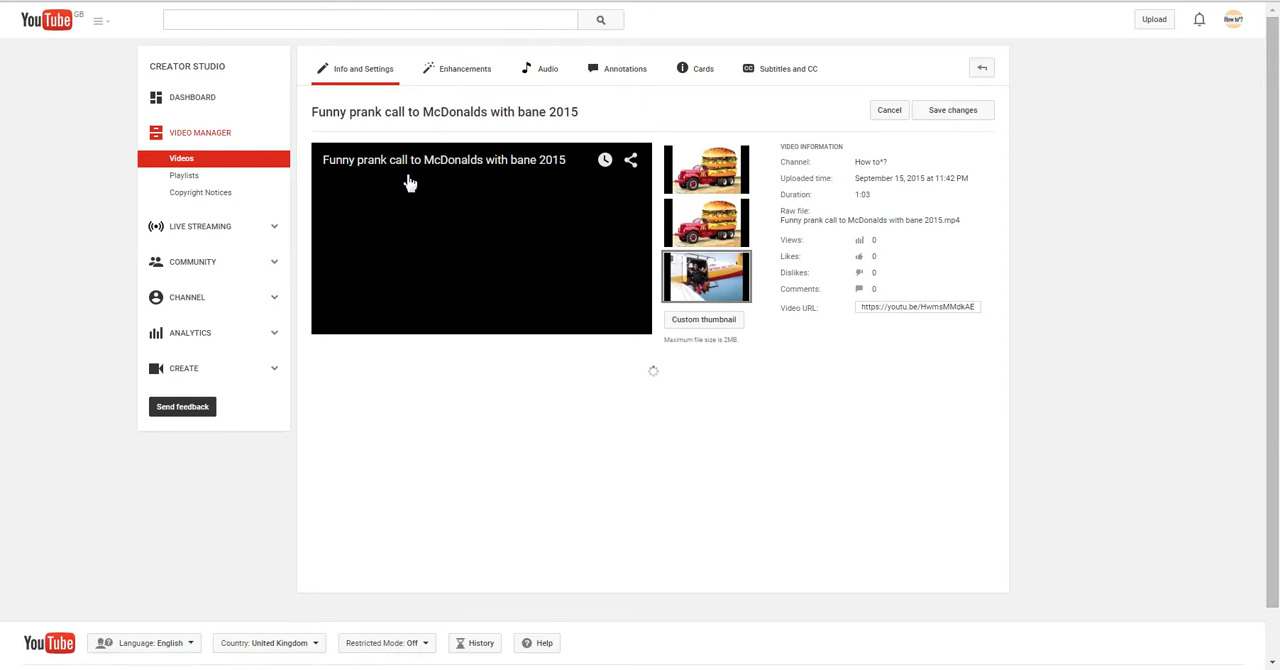 YouTube GB
Upload
How to*?
CREATOR STUDIO
DASHBOARD
VIDEO MANAGER
Videos
Playlists
Copyright Notices
LIVE STREAMING
COMMUNITY
CHANNEL
ANALYTICS
CREATE
Send feedback
Info and Settings
Enhancements
Audio
Annotations
Cards
CC Subtitles and CC
Funny prank call to McDonalds with bane 2015
Cancel
Save changes
Funny prank call to McDonalds with bane 2015
Custom thumbnail
Maximum file size is 2MB.
VIDEO INFORMATION
Channel: How to*?
Uploaded time: September 15, 2015 at 11:42 PM
Duration: 1:03
Raw file:
Funny prank call to McDonalds with bane 2015.mp4
Views: 0
Likes: 0
Dislikes: 0
Comments: 0
Video URL: https://youtu.be/HwmsMMdkAE
YouTube
Language: English
Country: United Kingdom
Restricted Mode: Off
History
Help